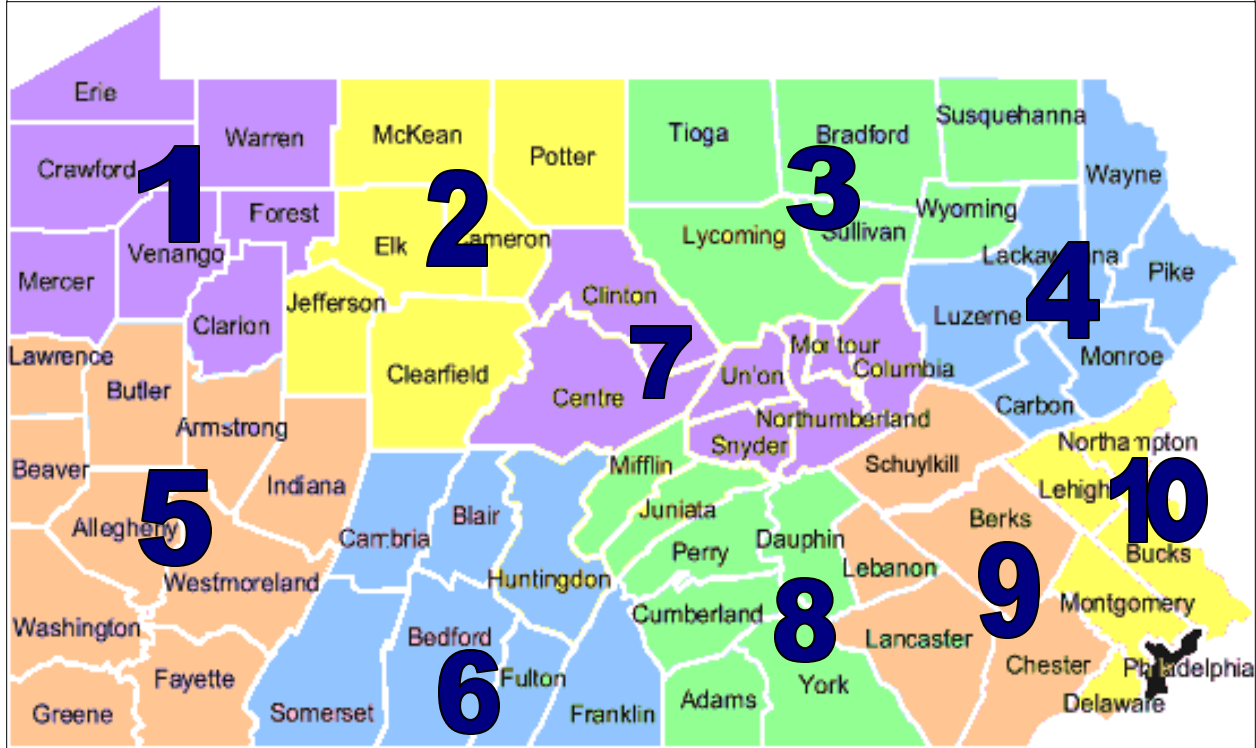 Erie
Warren
McKean
Potter
Tioga
Bradford
Susquehanna
Crawford
1
2
3
Wayne
Venango
Forest
Elk
Cameron
Lycoming
Sullivan
Wyoming
Mercer
Clarion
Jefferson
Clinton
Lackawanna
4
Pike
Luzerne
Lawrence
Butler
Clearfield
Centre
7
Union
Montour
Columbia
Monroe
Carbon
Armstrong
Northumberland
Snyder
Northampton
Beaver
Indiana
Mifflin
Schuylkill
Lehigh
10
Allegheny
5
Cambria
Blair
Juniata
Berks
Perry
Dauphin
Bucks
Westmoreland
Huntingdon
Lebanon
9
Washington
Bedford
Cumberland
8
Lancaster
Montgomery
Fayette
6
Fulton
Adams
York
Chester
Philadelphia
Greene
Somerset
Franklin
Delaware